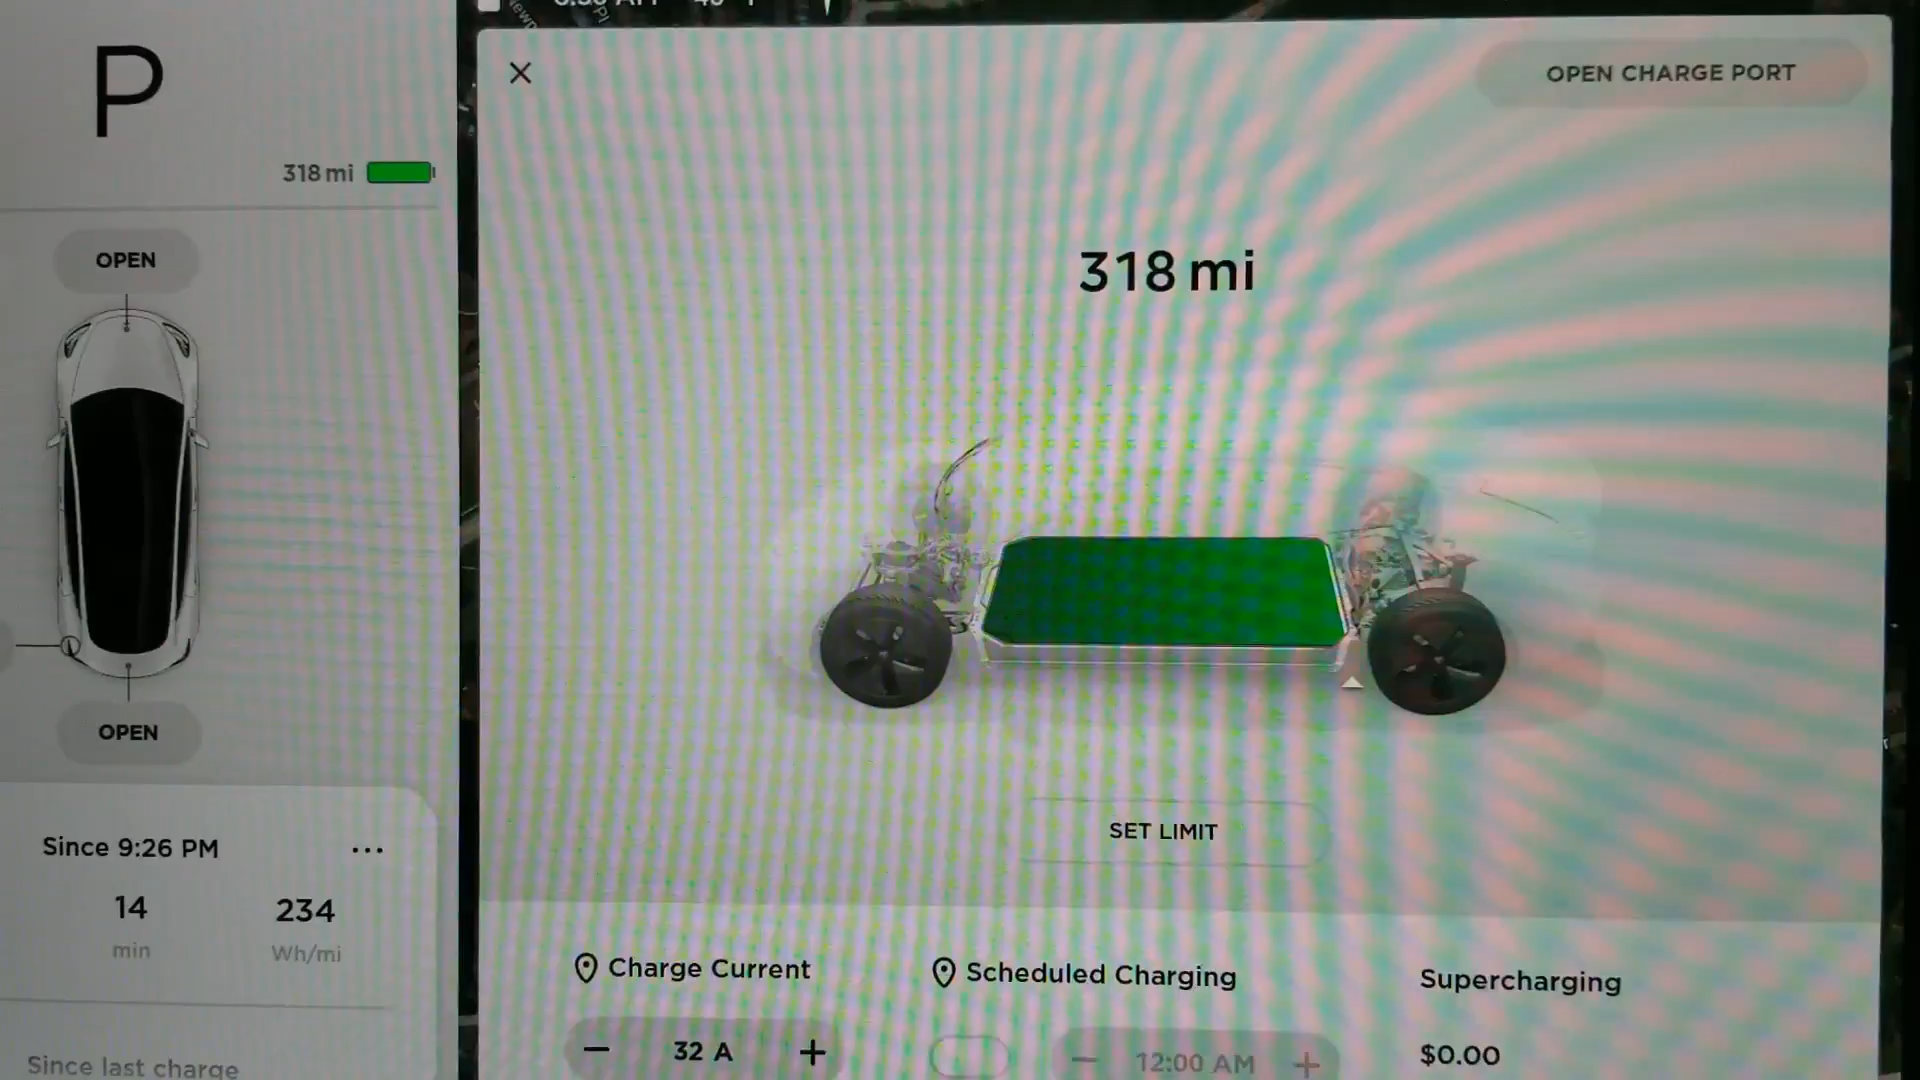 P
318 mi
OPEN
OPEN
Since 9:26 PM
...
14
min
234
Wh/mi
Since last charge
×
OPEN CHARGE PORT
318 mi
SET LIMIT
Charge Current
− 32 A +
Scheduled Charging
− 12:00 AM +
Supercharging
$0.00